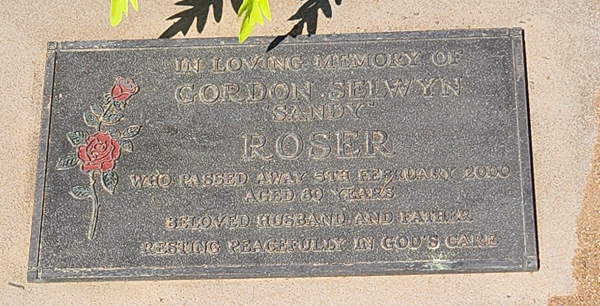 IN LOVING MEMORY OF
GORDON SELWYN
"SANDY"
ROSER
WHO PASSED AWAY 5TH FEBRUARY 2000
AGED 80 YEARS
BELOVED HUSBAND AND FATHER
RESTING PEACEFULLY IN GOD'S CARE